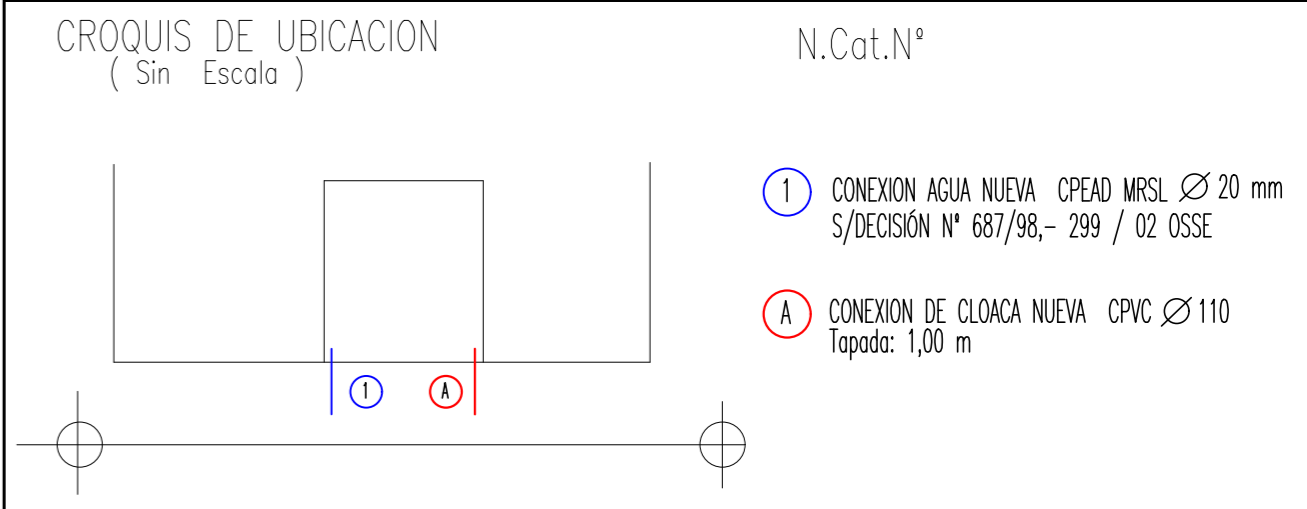 CROQUIS DE UBICACION
( Sin Escala )
N.Cat.Nº
1 CONEXION AGUA NUEVA CPEAD MRSL ∅ 20 mm
S/DECISIÓN Nº 687/98,- 299 / 02 OSSE
A CONEXION DE CLOACA NUEVA CPVC ∅ 110
Tapada: 1,00 m
1 A